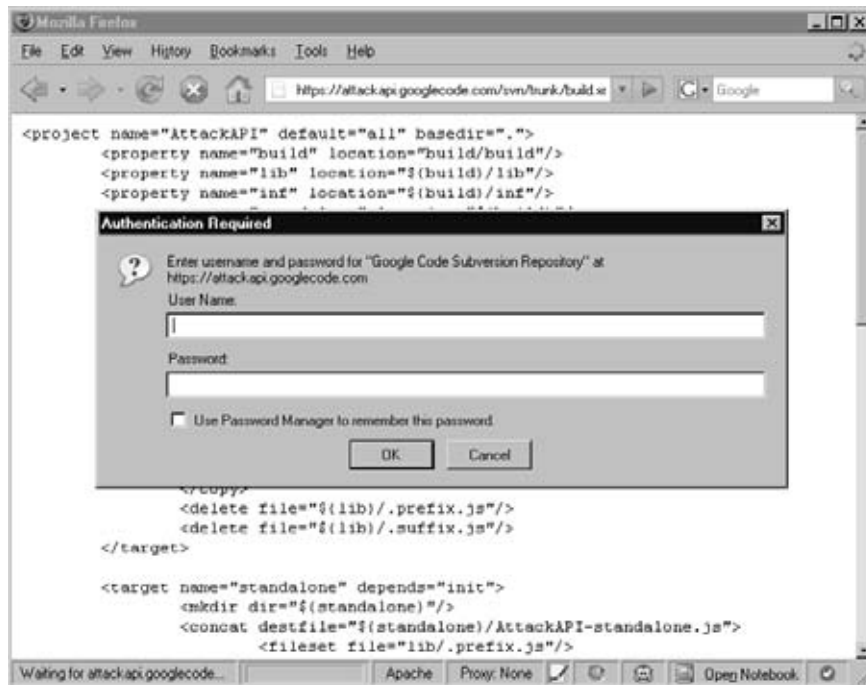 Mozilla Firefox
File Edit View History Bookmarks Tools Help
https://attackapi.googlecode.com/svn/trunk/build.xe Google
<project name="AttackAPI" default="all" basedir=".">
<property name="build" location="build/build"/>
<property name="lib" location="${build}/lib"/>
<property name="inf" location="${build}/inf"/>
Authentication Required
Enter username and password for "Google Code Subversion Repository" at
https://attackapi.googlecode.com
User Name:
Password:
Use Password Manager to remember this password.
OK Cancel
</copy>
<delete file="${lib}/.prefix.js"/>
<delete file="${lib}/.suffix.js"/>
</target>
<target name="standalone" depends="init">
<mkdir dir="${standalone}"/>
<concat destfile="${standalone}/AttackAPI-standalone.js">
<fileset file="lib/.prefix.js"/>
Waiting for attackapi.googlecode... Apache Proxy: None Open Notebook